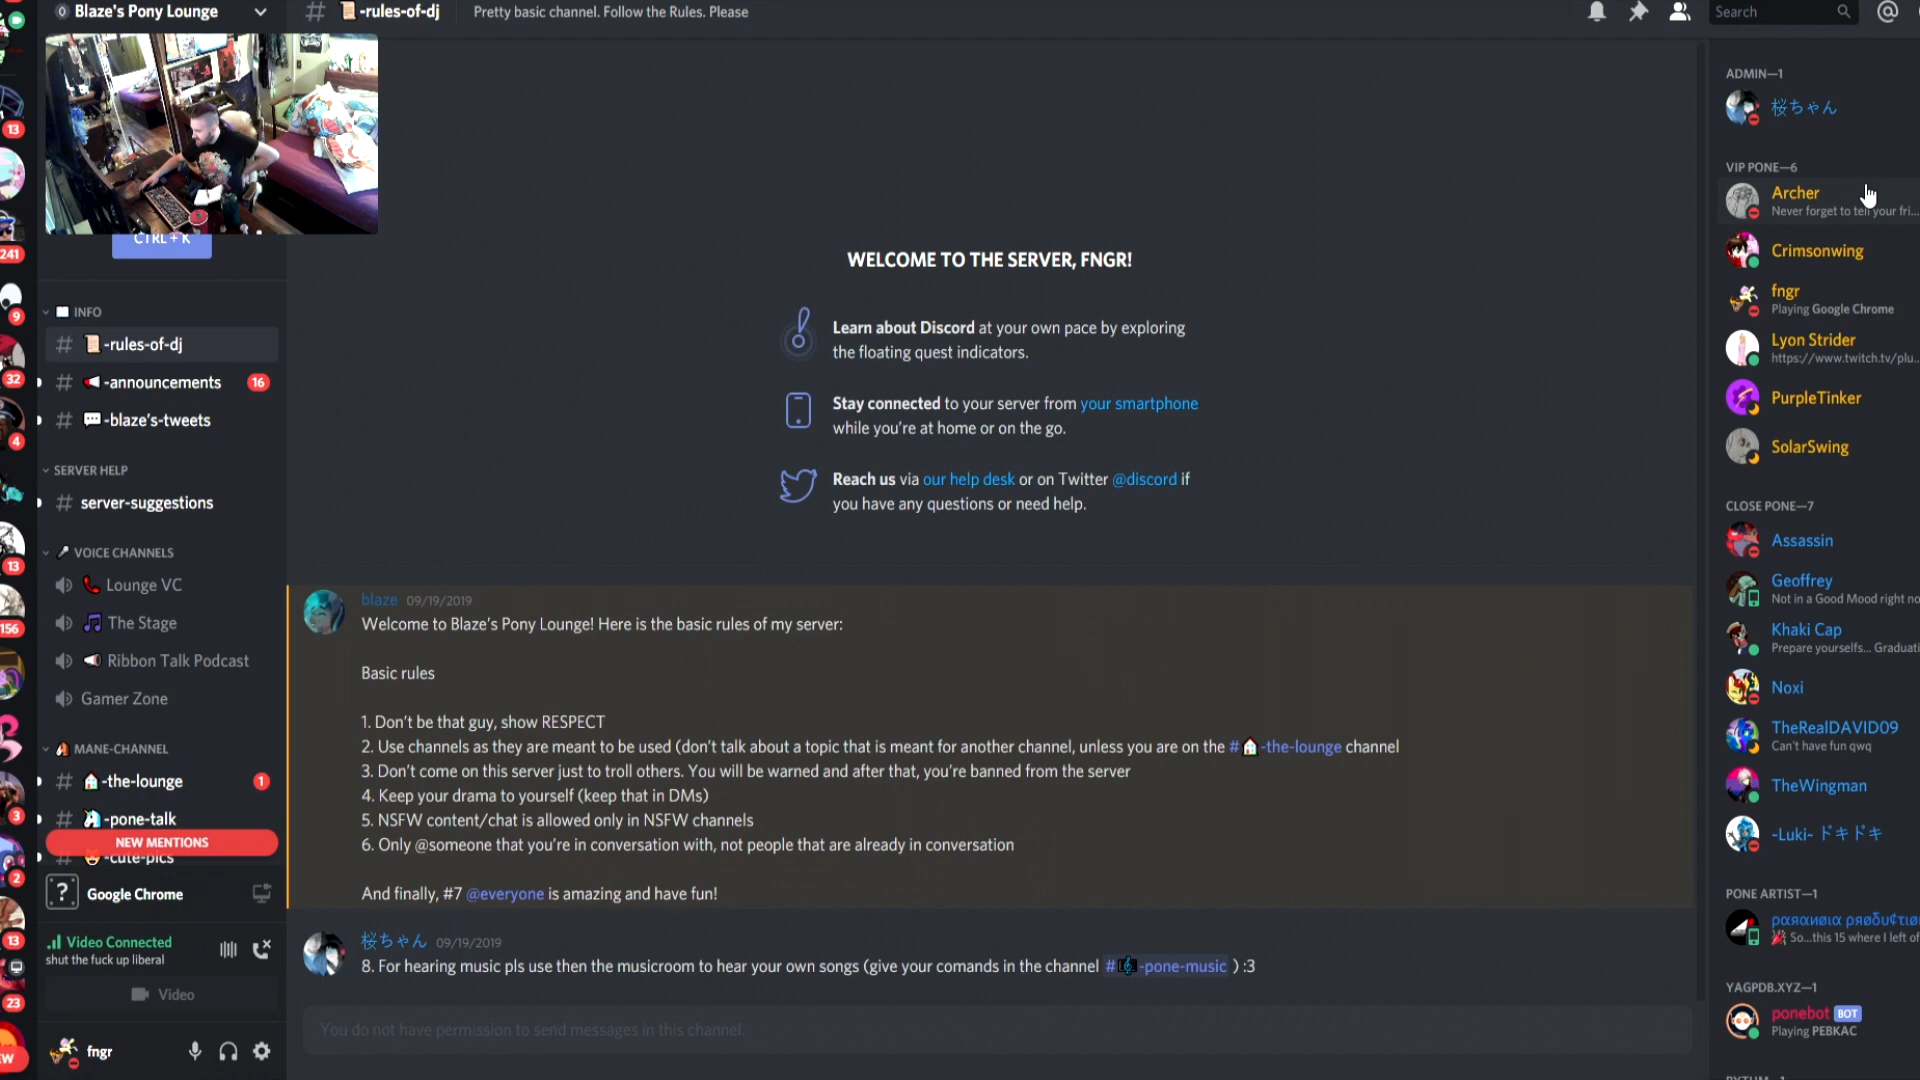 Blaze's Pony Lounge
-rules-of-dj
Pretty basic channel. Follow the Rules. Please
Search
CTRL + K
INFO
-rules-of-dj
-announcements 16
-blaze's-tweets
SERVER HELP
server-suggestions
VOICE CHANNELS
Lounge VC
The Stage
Ribbon Talk Podcast
Gamer Zone
MANE-CHANNEL
-the-lounge 1
-pone-talk
NEW MENTIONS
-cute-pics
Google Chrome
Video Connected
shut the fuck up liberal
Video
fngr
13
241
9
32
4
13
156
3
2
13
23
WELCOME TO THE SERVER, FNGR!
Learn about Discord at your own pace by exploring
the floating quest indicators.
Stay connected to your server from your smartphone
while you're at home or on the go.
Reach us via our help desk or on Twitter @discord if
you have any questions or need help.
blaze 09/19/2019
Welcome to Blaze's Pony Lounge! Here is the basic rules of my server:
Basic rules
1. Don't be that guy, show RESPECT
2. Use channels as they are meant to be used (don't talk about a topic that is meant for another channel, unless you are on the #-the-lounge channel
3. Don't come on this server just to troll others. You will be warned and after that, you're banned from the server
4. Keep your drama to yourself (keep that in DMs)
5. NSFW content/chat is allowed only in NSFW channels
6. Only @someone that you're in conversation with, not people that are already in conversation
And finally, #7 @everyone is amazing and have fun!
桜ちゃん 09/19/2019
8. For hearing music pls use then the musicroom to hear your own songs (give your comands in the channel #-pone-music ) :3
You do not have permission to send messages in this channel.
ADMIN—1
桜ちゃん
VIP PONE—6
Archer
Never forget to tell your fri...
Crimsonwing
fngr
Playing Google Chrome
Lyon Strider
https://www.twitch.tv/plu...
PurpleTinker
SolarSwing
CLOSE PONE—7
Assassin
Geoffrey
Not in a Good Mood right no
Khaki Cap
Prepare yourselfs... Graduati
Noxi
TheRealDAVID09
Can't have fun qwq
TheWingman
-Luki- ドキドキ
PONE ARTIST—1
So...this 15 where I left of
YAGPDB.XYZ—1
ponebot BOT
Playing PEBKAC